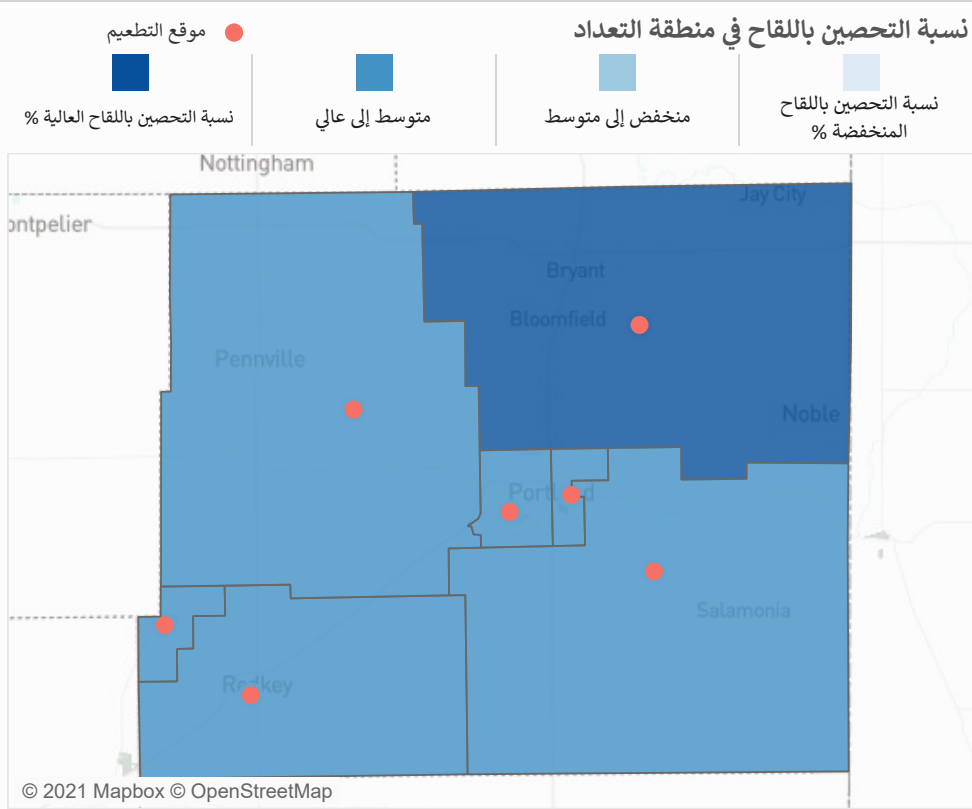 نسبة التحصين باللقاح في منطقة التعداد
موقع التطعيم
نسبة التحصين باللقاح
المنخفضة %
منخفض إلى متوسط
متوسط إلى عالي
نسبة التحصين باللقاح العالية %
Nottingham
Jay City
ontpelier
Bryant
Bloomfield
Pennville
Noble
Portland
Salamonia
Redkey
© 2021 Mapbox © OpenStreetMap